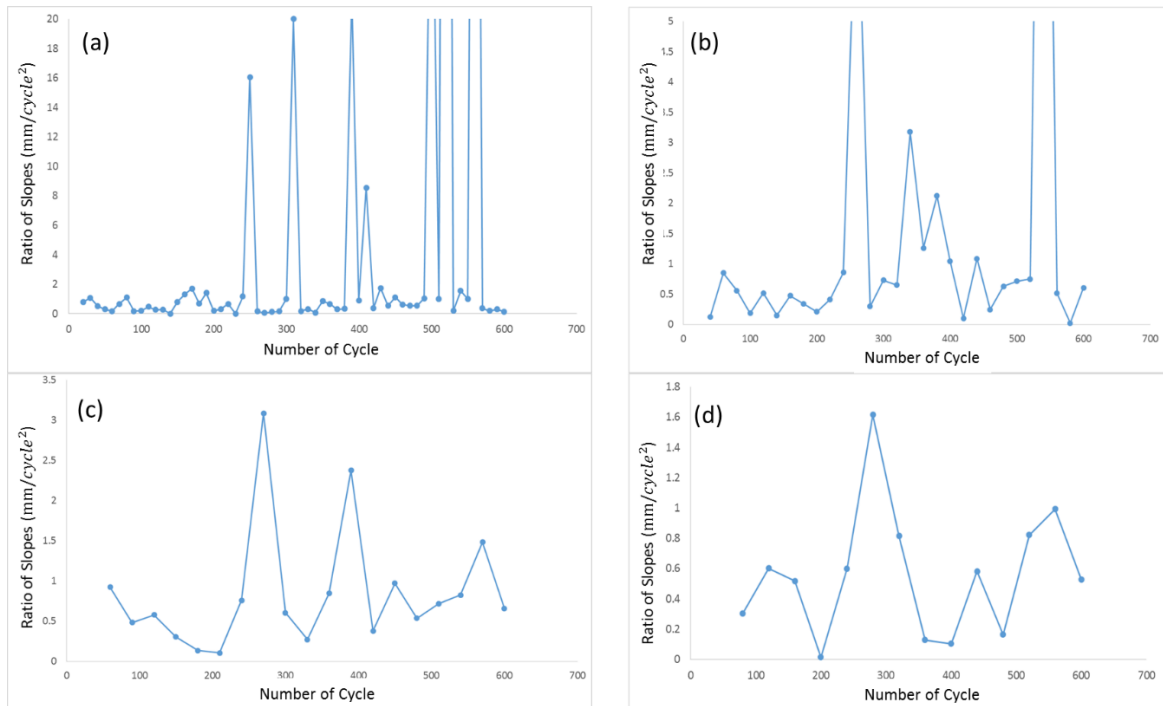 (a)
Ratio of Slopes (mm/cycle²)
20
18
16
14
12
10
8
6
4
2
0
0 100 200 300 400 500 600 700
Number of Cycle
(b)
Ratio of Slopes (mm/cycle²)
5
4.5
4
3.5
3
2.5
2
1.5
1
0.5
0
0 100 200 300 400 500 600 700
Number of Cycle
(c)
Ratio of Slopes (mm/cycle²)
3.5
3
2.5
2
1.5
1
0.5
0
0 100 200 300 400 500 600 700
Number of Cycle
(d)
Ratio of Slopes (mm/cycle²)
1.8
1.6
1.4
1.2
1
0.8
0.6
0.4
0.2
0
0 100 200 300 400 500 600 700
Number of Cycle